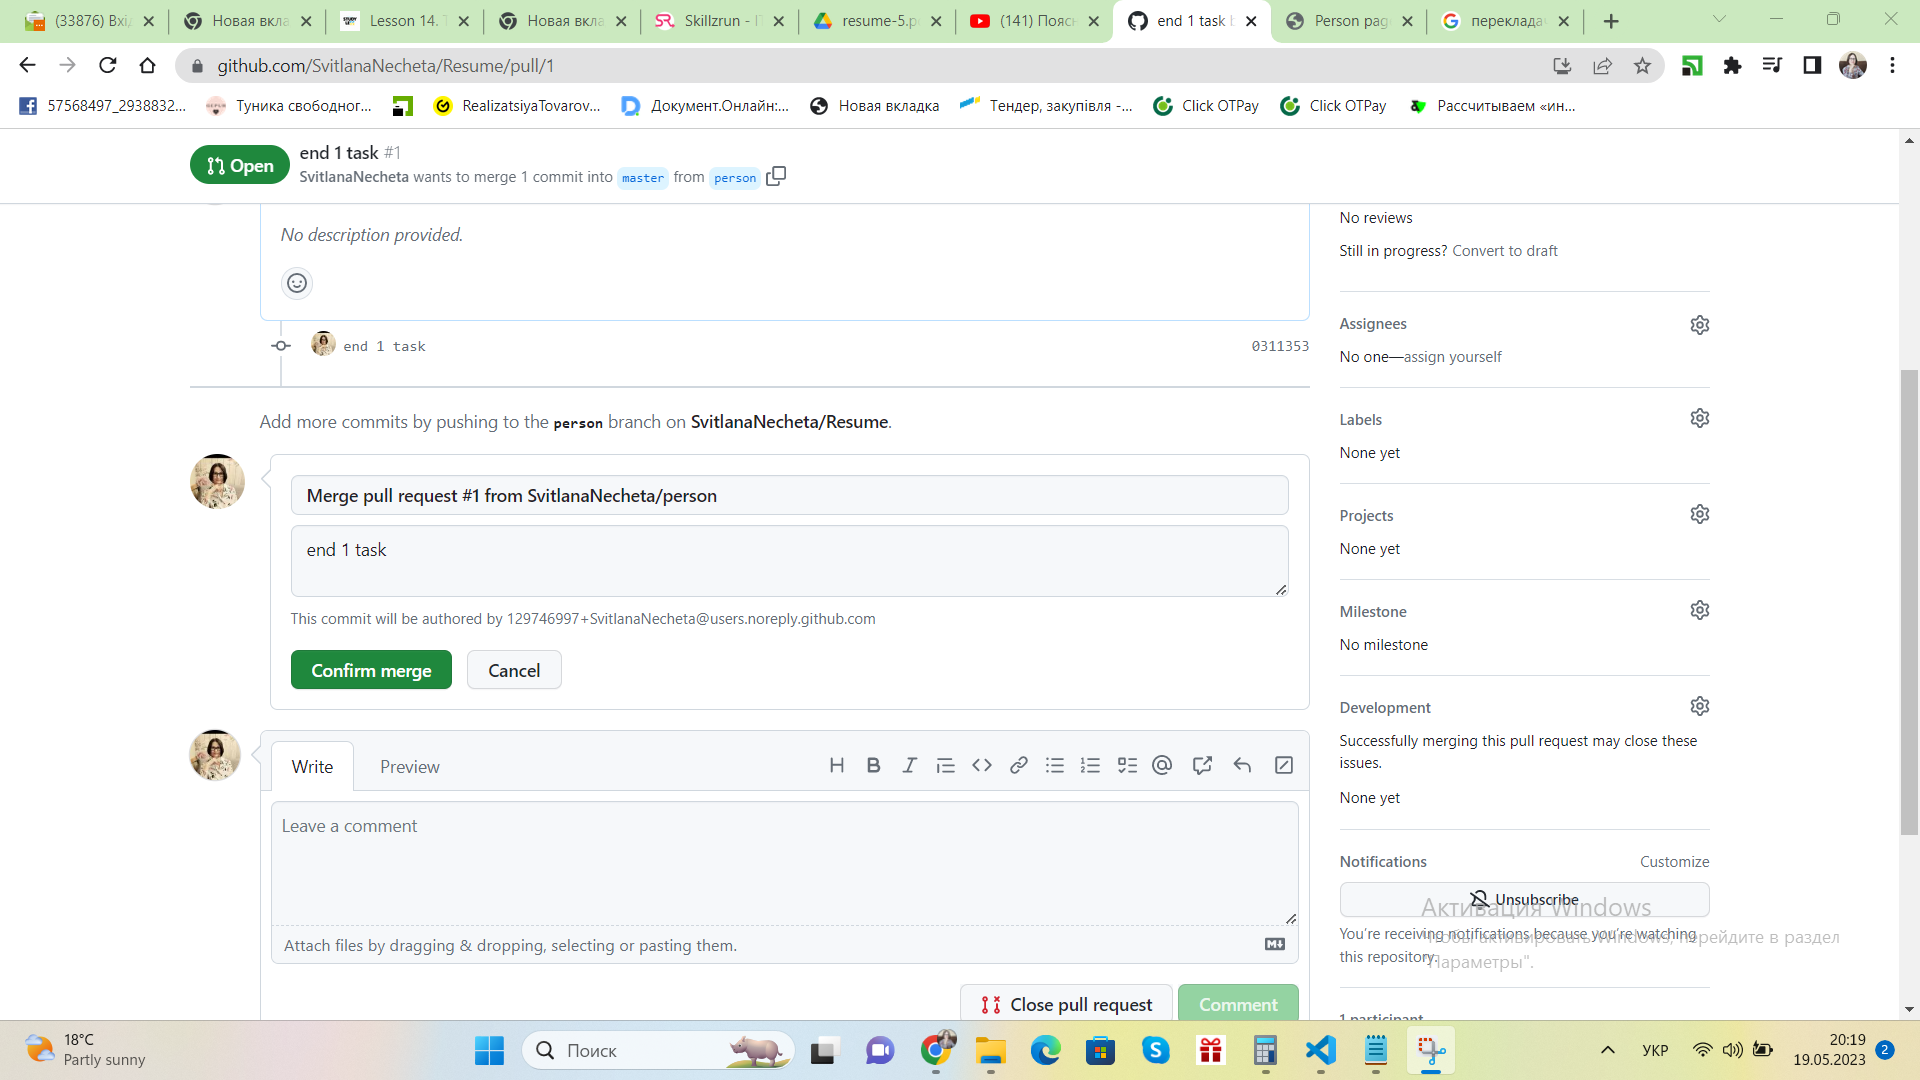 (33876) Вхі
Новая вкла
Lesson 14. T
Новая вкла
Skillzrun - IT
resume-5.p
(141) Поясн
end 1 task b
Person pag
переклада
github.com/SvitlanaNecheta/Resume/pull/1
57568497_2938832...
Туника свободног...
RealizatsiyaTovarov...
Документ.Онлайн:...
Новая вкладка
Тендер, закупівля -...
Click OTPay
Click OTPay
Рассчитываем «ин...
Open
end 1 task #1
SvitlanaNecheta wants to merge 1 commit into master from person
No description provided.
end 1 task
0311353
Add more commits by pushing to the person branch on SvitlanaNecheta/Resume.
Merge pull request #1 from SvitlanaNecheta/person
end 1 task
This commit will be authored by 129746997+SvitlanaNecheta@users.noreply.github.com
Confirm merge
Cancel
Write
Preview
Leave a comment
Attach files by dragging & dropping, selecting or pasting them.
Close pull request
Comment
No reviews
Still in progress? Convert to draft
Assignees
No one—assign yourself
Labels
None yet
Projects
None yet
Milestone
No milestone
Development
Successfully merging this pull request may close these
issues.
None yet
Notifications
Customize
Unsubscribe
You're receiving notifications because you're watching
this repository.
1 participant
Активация Windows
Чтобы активировать Windows, перейдите в раздел
"Параметры".
18°C
Partly sunny
Поиск
УКР
20:19
19.05.2023
2